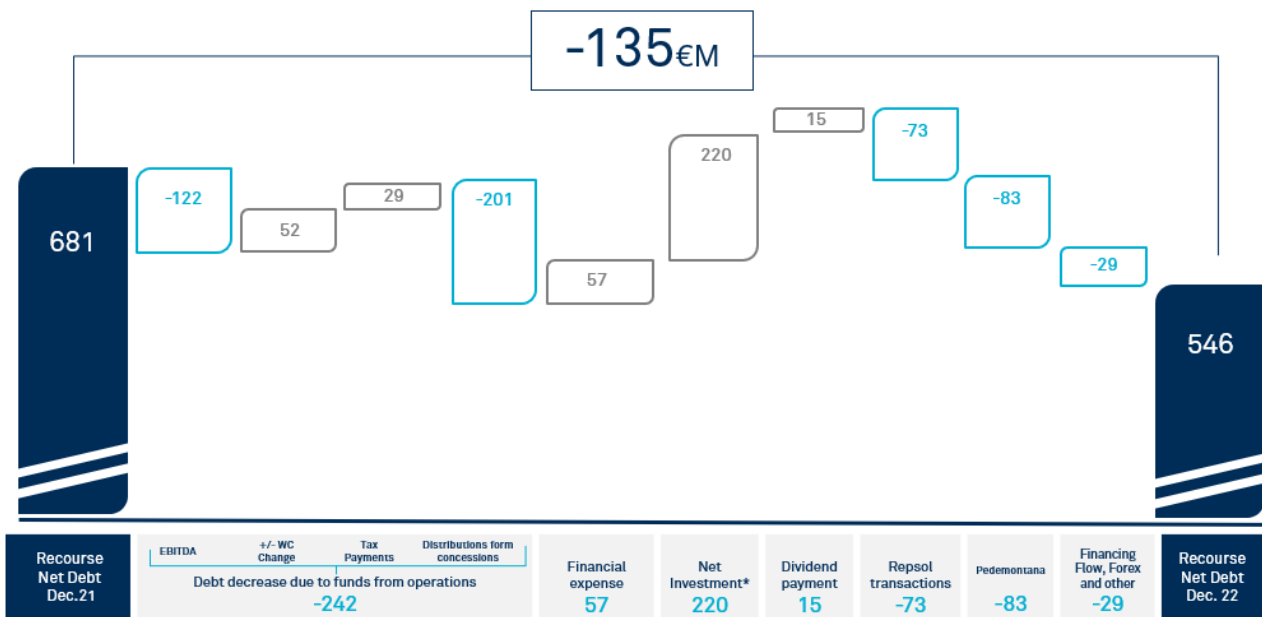 -135€M
681
-122
52
29
-201
57
220
15
-73
-83
-29
546
Recourse
Net Debt
Dec.21
EBITDA
+/- WC
Change
Tax
Payments
Distributions form
concessions
Debt decrease due to funds from operations
-242
Financial
expense
57
Net
Investment*
220
Dividend
payment
15
Repsol
transactions
-73
Pedemontana
-83
Financing
Flow, Forex
and other
-29
Recourse
Net Debt
Dec. 22